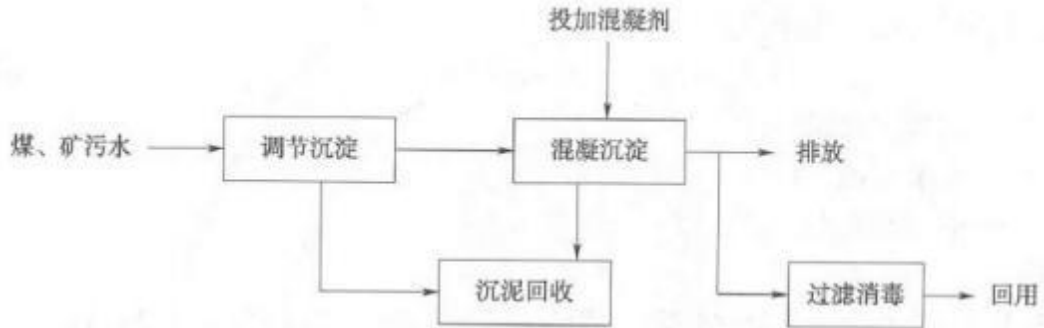 投加混凝剂
煤、矿污水
调节沉淀
混凝沉淀
排放
沉泥回收
过滤消毒
回用